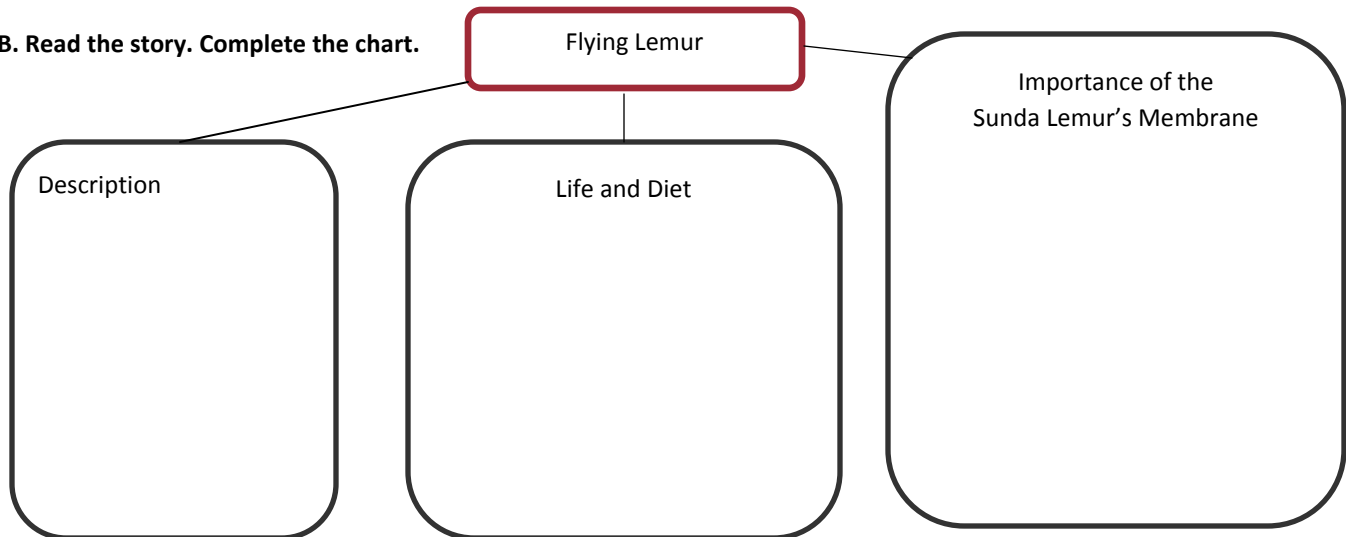 B. Read the story. Complete the chart.
Flying Lemur
Description
Life and Diet
Importance of the
Sunda Lemur’s Membrane